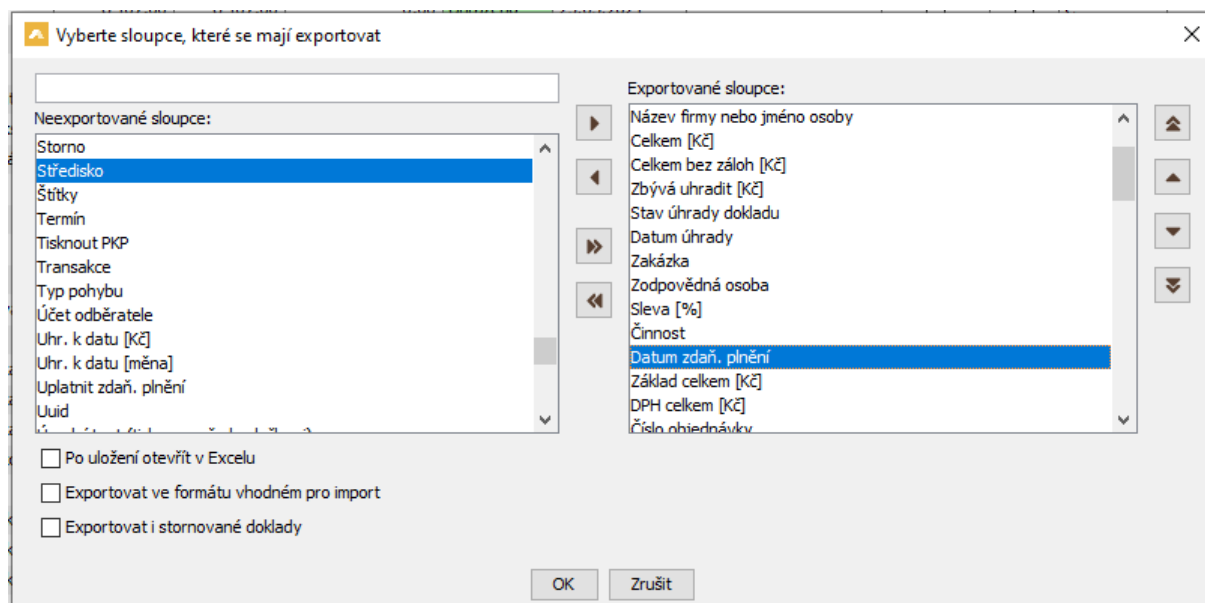 Vyberte sloupce, které se mají exportovat
Neexportované sloupce:
Storno
Středisko
Štítky
Termín
Tisknout PKP
Transakce
Typ pohybu
Účet odběratele
Uhr. k datu [Kč]
Uhr. k datu [měna]
Uplatnit zdaň. plnění
Uuid
Exportované sloupce:
Název firmy nebo jméno osoby
Celkem [Kč]
Celkem bez záloh [Kč]
Zbývá uhradit [Kč]
Stav úhrady dokladu
Datum úhrady
Zakázka
Zodpovědná osoba
Sleva [%]
Činnost
Datum zdaň. plnění
Základ celkem [Kč]
DPH celkem [Kč]
Číslo objednávky
Po uložení otevřít v Excelu
Exportovat ve formátu vhodném pro import
Exportovat i stornované doklady
OK
Zrušit